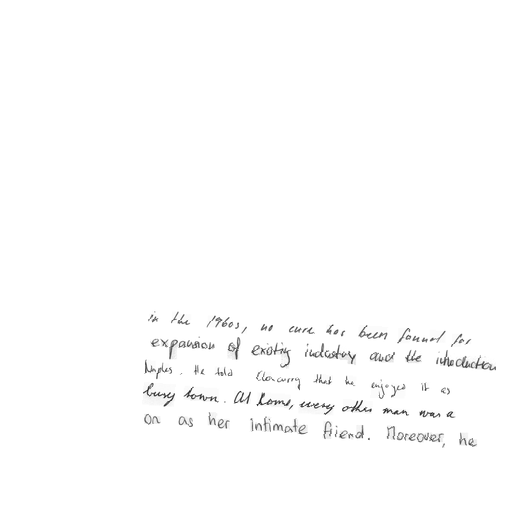 in the 1960s, no cure has been found for
expansion of existing industry and the introduction
Naples. He told that he enjoyed it as
busy town. At home, every other man was a
on as her intimate friend. Moreover, he